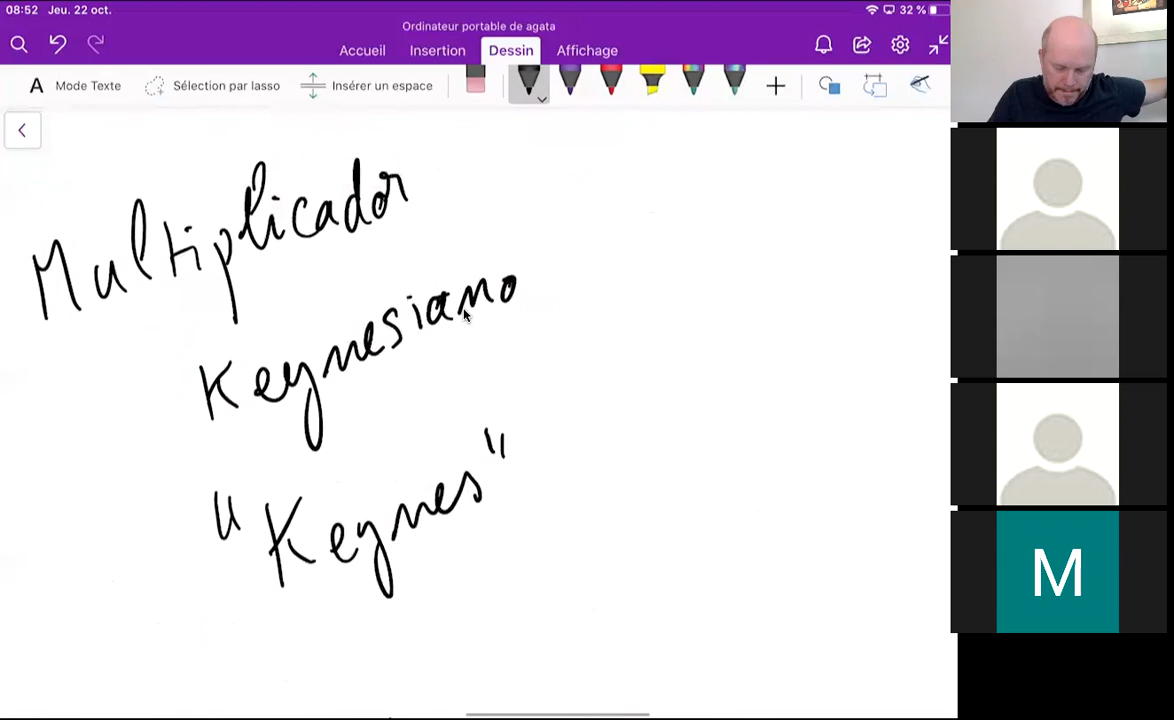 08:52 Jeu. 22 oct.
32 %
Ordinateur portable de agata
Accueil Insertion Dessin Affichage
A Mode Texte Sélection par lasso Insérer un espace
Multiplicador
Keynesiano
"Keynes"
M